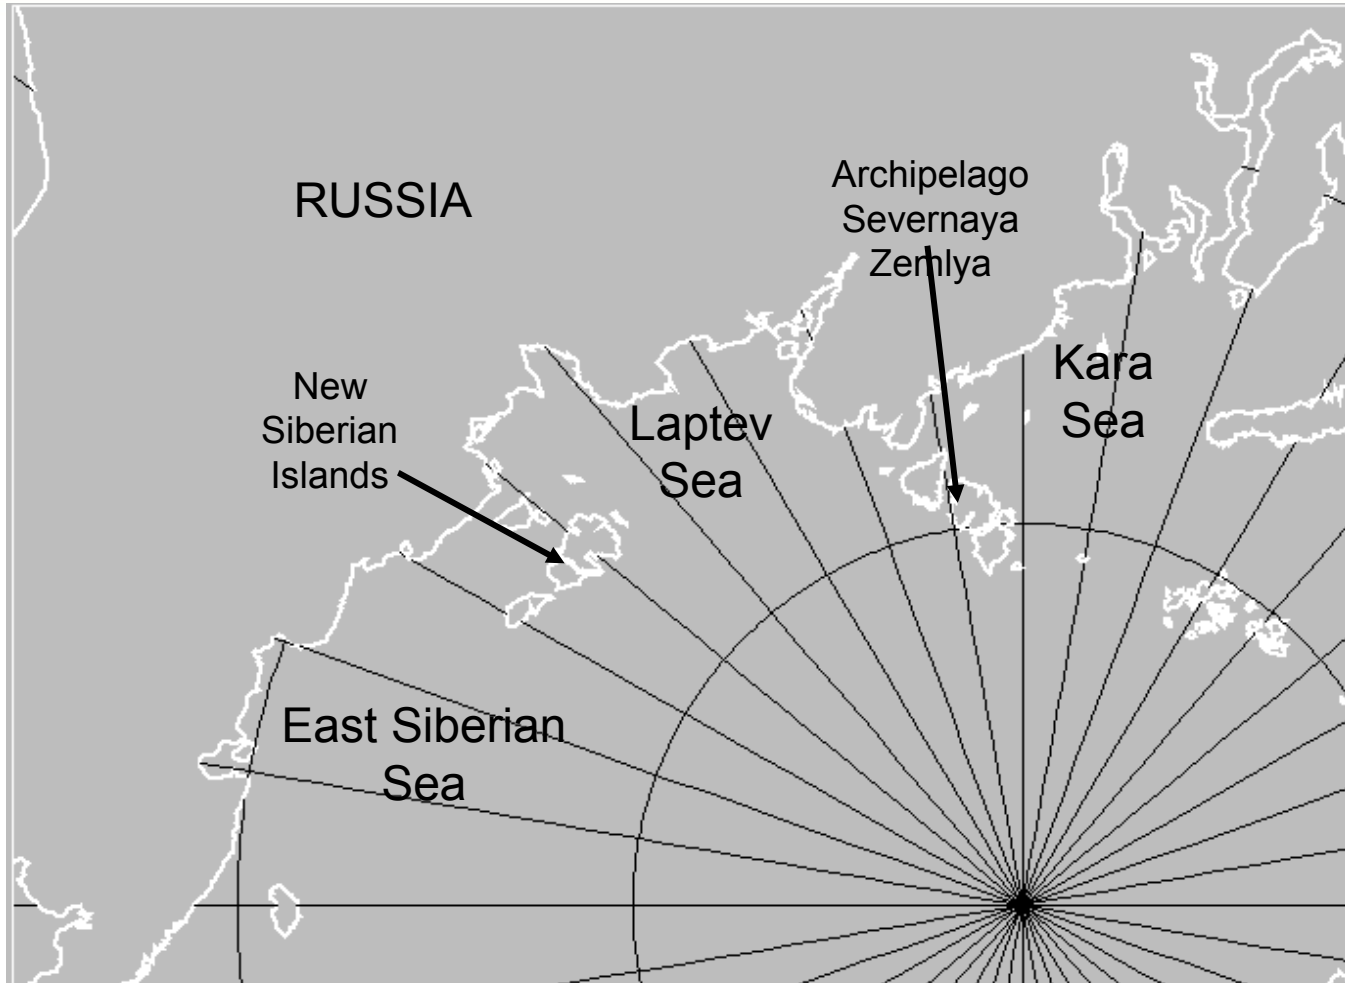 RUSSIA
Archipelago
Severnaya
Zemlya
Kara
Sea
New
Siberian
Islands
Laptev
Sea
East Siberian
Sea